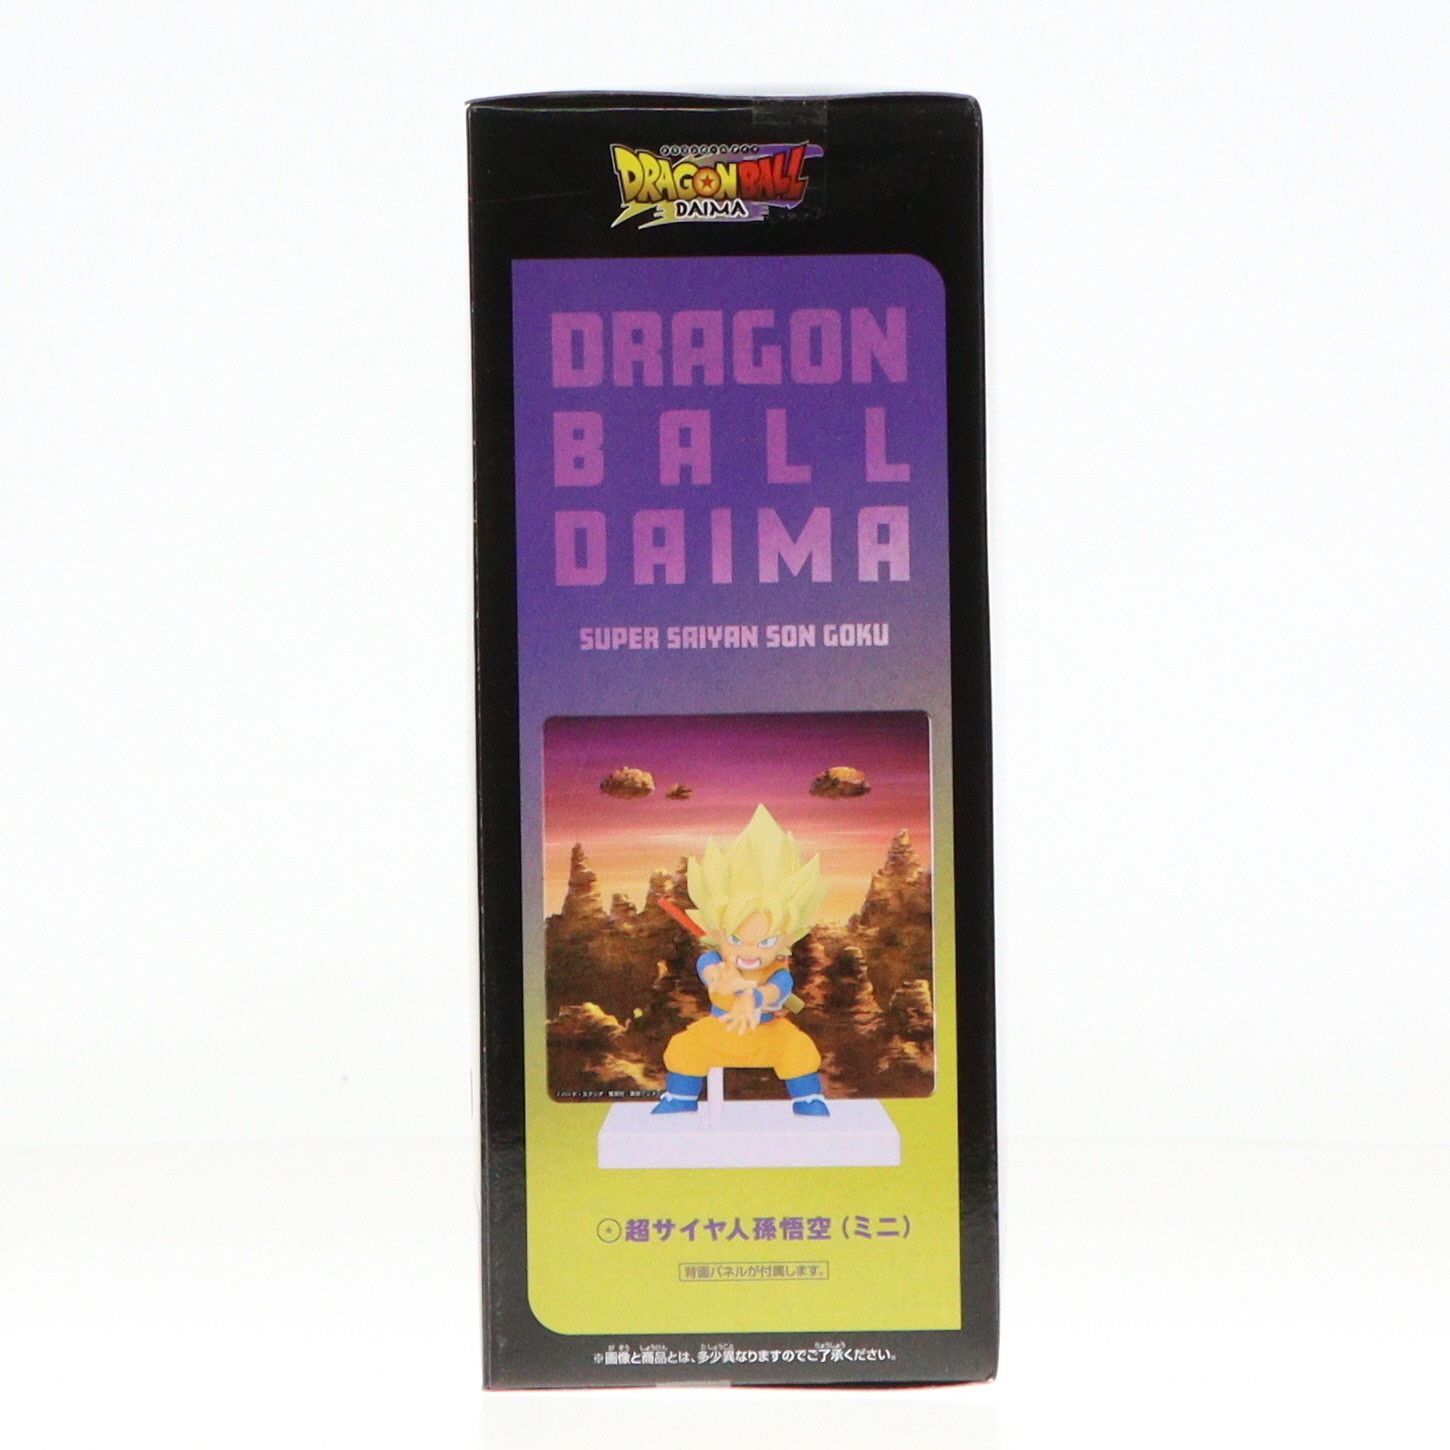 DRAGON BALL
DAIMA
DRAGON
BALL
DAIMA
SUPER SAIYAN SON GOKU
超サイヤ人孫悟空(ミニ)
背面パネルが付属します。
※画像と商品とは、多少異なりますのでご了承ください。